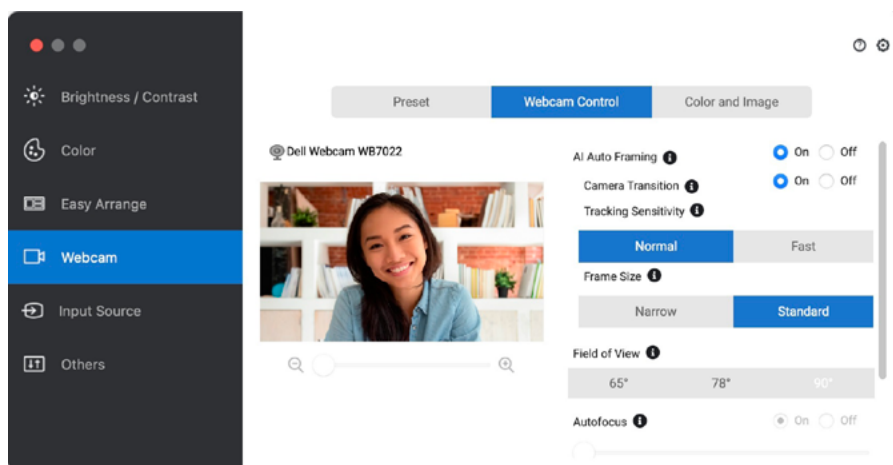 Brightness / Contrast
Color
Easy Arrange
Webcam
Input Source
Others
Preset
Webcam Control
Color and Image
Dell Webcam WB7022
AI Auto Framing
On
Off
Camera Transition
On
Off
Tracking Sensitivity
Normal
Fast
Frame Size
Narrow
Standard
Field of View
65°
78°
90°
Autofocus
On
Off